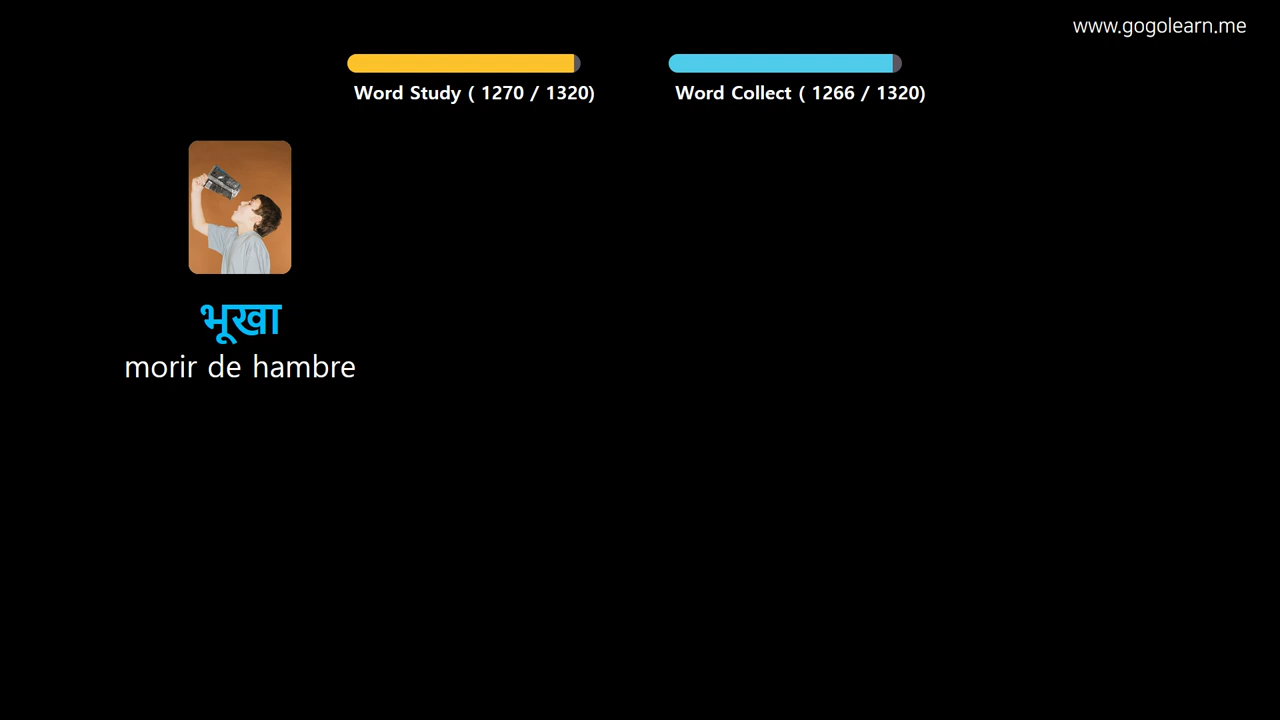 www.gogolearn.me
Word Study ( 1270 / 1320)
Word Collect ( 1266 / 1320)
भूखा
morir de hambre